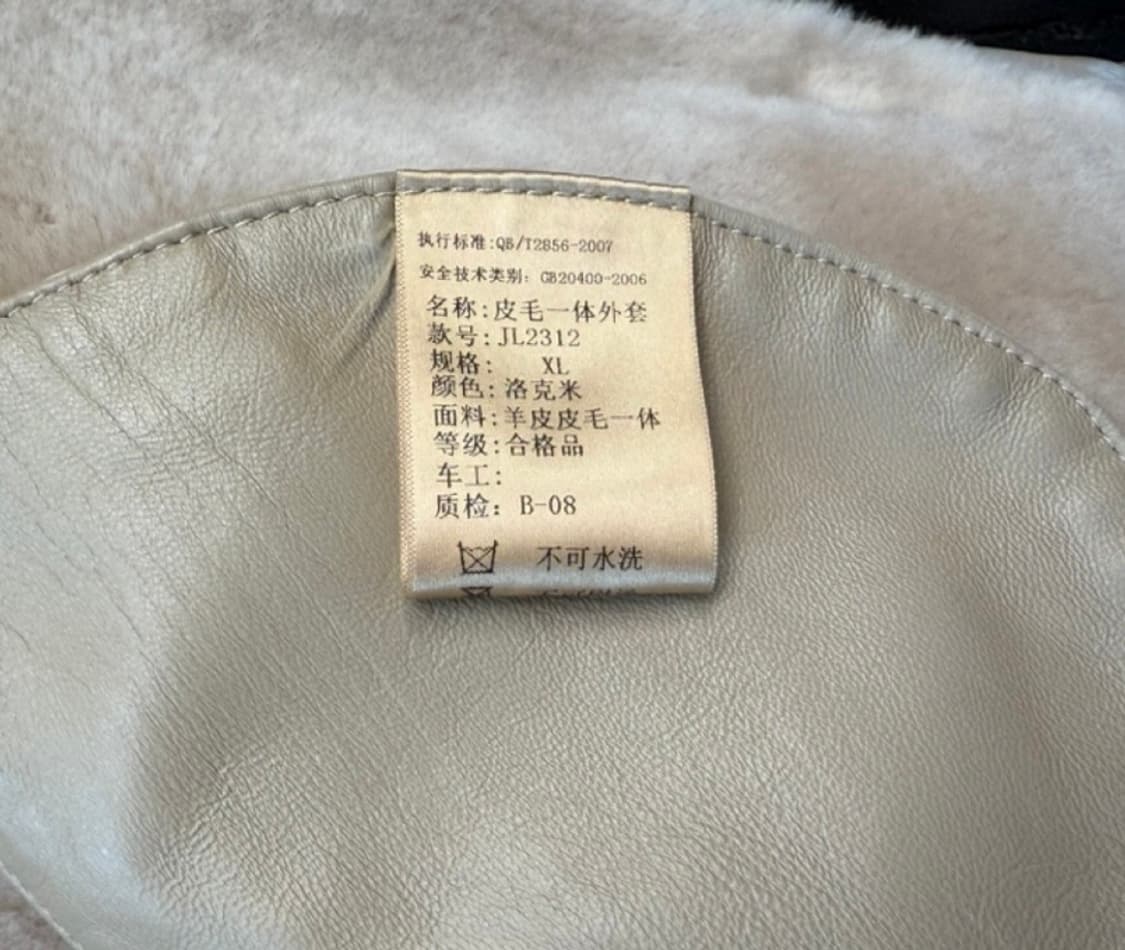 执行标准:QB/T2856-2007
安全技术类别: GB20400-2006
名称:皮毛一体外套
款号:JL2312
规格: XL
颜色:洛克米
面料:羊皮皮毛一体
等级:合格品
车工:
质检: B-08
不可水洗